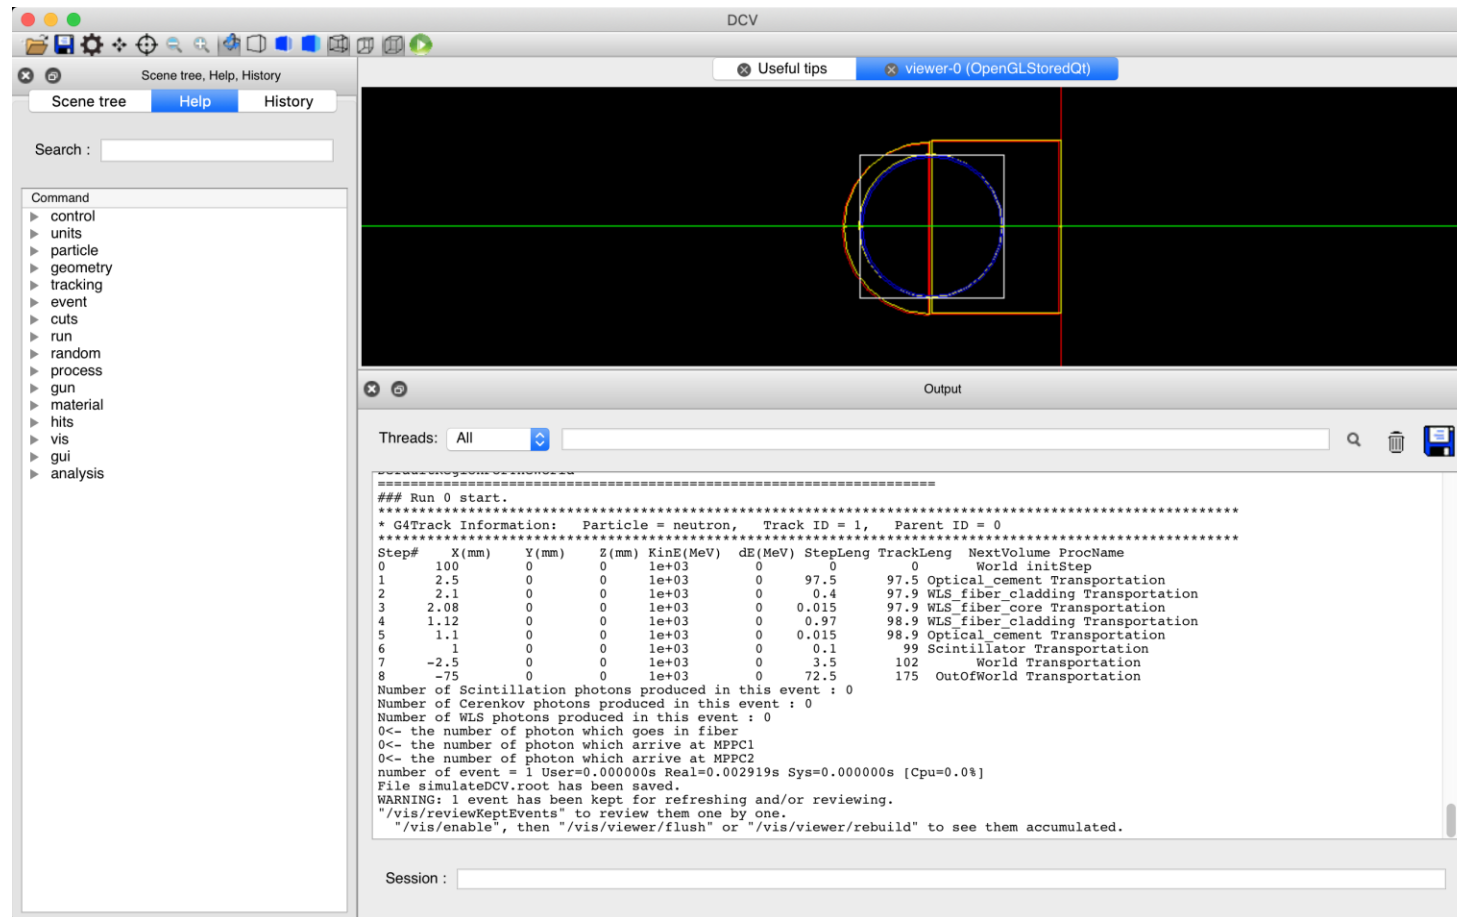 DCV
Scene tree, Help, History
Scene tree Help History
Search :
Command
control
units
particle
geometry
tracking
event
cuts
run
random
process
gun
material
hits
vis
gui
analysis
Useful tips
viewer-0 (OpenGLStoredQt)
Output
Threads: All
DefaultRegionForTheWorld
====================================================================
### Run 0 start.
*********************************************************************************************************
* G4Track Information:   Particle = neutron,   Track ID = 1,   Parent ID = 0
*********************************************************************************************************
Step#    X(mm)    Y(mm)    Z(mm) KinE(MeV)  dE(MeV) StepLeng TrackLeng  NextVolume ProcName
0      100        0        0    1e+03        0        0         0       World initStep
1      2.5        0        0    1e+03        0     97.5      97.5 Optical_cement Transportation
2      2.1        0        0    1e+03        0      0.4      97.9 WLS_fiber_cladding Transportation
3     2.08        0        0    1e+03        0    0.015      97.9 WLS_fiber_core Transportation
4     1.12        0        0    1e+03        0     0.97      98.9 WLS_fiber_cladding Transportation
5      1.1        0        0    1e+03        0    0.015      98.9 Optical_cement Transportation
6        1        0        0    1e+03        0      0.1        99 Scintillator Transportation
7     -2.5        0        0    1e+03        0      3.5       102       World Transportation
8      -75        0        0    1e+03        0     72.5       175  OutOfWorld Transportation
Number of Scintillation photons produced in this event : 0
Number of Cerenkov photons produced in this event : 0
Number of WLS photons produced in this event : 0
0<- the number of photon which goes in fiber
0<- the number of photon which arrive at MPPC1
0<- the number of photon which arrive at MPPC2
number of event = 1 User=0.000000s Real=0.002919s Sys=0.000000s [Cpu=0.0%]
File simulateDCV.root has been saved.
WARNING: 1 event has been kept for refreshing and/or reviewing.
"/vis/reviewKeptEvents" to review them one by one.
"/vis/enable", then "/vis/viewer/flush" or "/vis/viewer/rebuild" to see them accumulated.
Session :